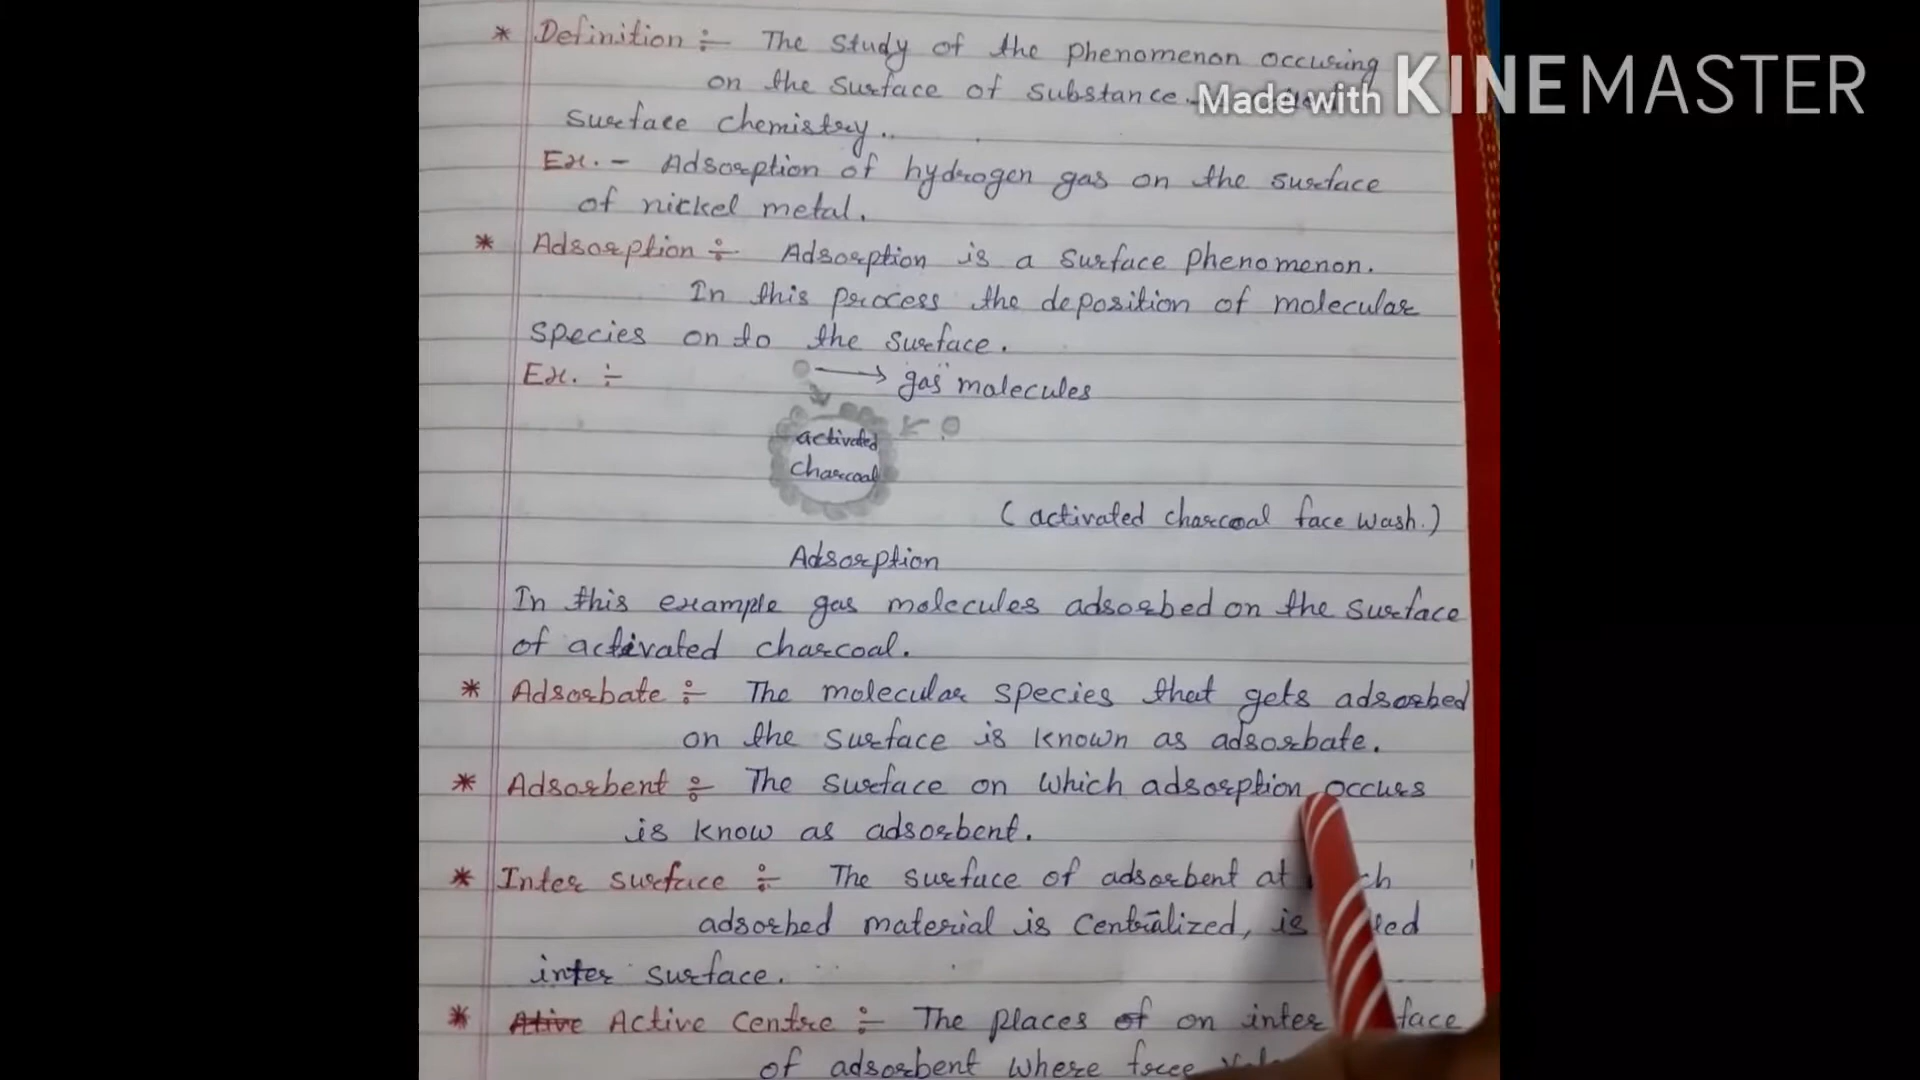 * Definition ÷ The study of the phenomenon occuring
on the surface of substance
Made with KINEMASTER
surface chemistry..
Ex. - Adsorption of hydrogen gas on the surface
of nickel metal.
* Adsorption ÷ Adsorption is a surface phenomenon.
In this process the deposition of molecular
species on to the surface.
Ex. ÷
→ gas molecules
activated
charcoal
(activated charcoal face wash.)
Adsorption
In this example gas molecules adsorbed on the surface
of activated charcoal.
* Adsorbate ÷ The molecular species that gets adsorbed
on the surface is known as adsorbate.
* Adsorbent ÷ The surface on which adsorption occurs
is know as adsorbent.
* Inter surface ÷ The surface of adsorbent at
adsorbed material is centralized, is
inter surface.
* Active Centre ÷ The places on inter
of adsorbent where free